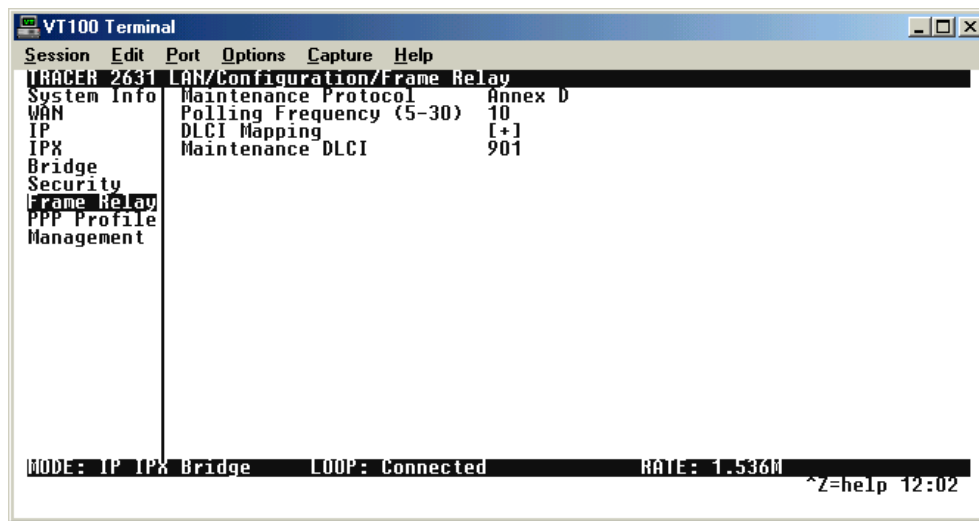 VT100 Terminal
Session Edit Port Options Capture Help
TRACER 2631 LAN/Configuration/Frame Relay
System Info Maintenance Protocol Annex D
WAN Polling Frequency (5-30) 10
IP DLCI Mapping [+]
IPX Maintenance DLCI 901
Bridge
Security
Frame Relay
PPP Profile
Management
MODE: IP IPX Bridge LOOP: Connected RATE: 1.536M
^Z=help 12:02